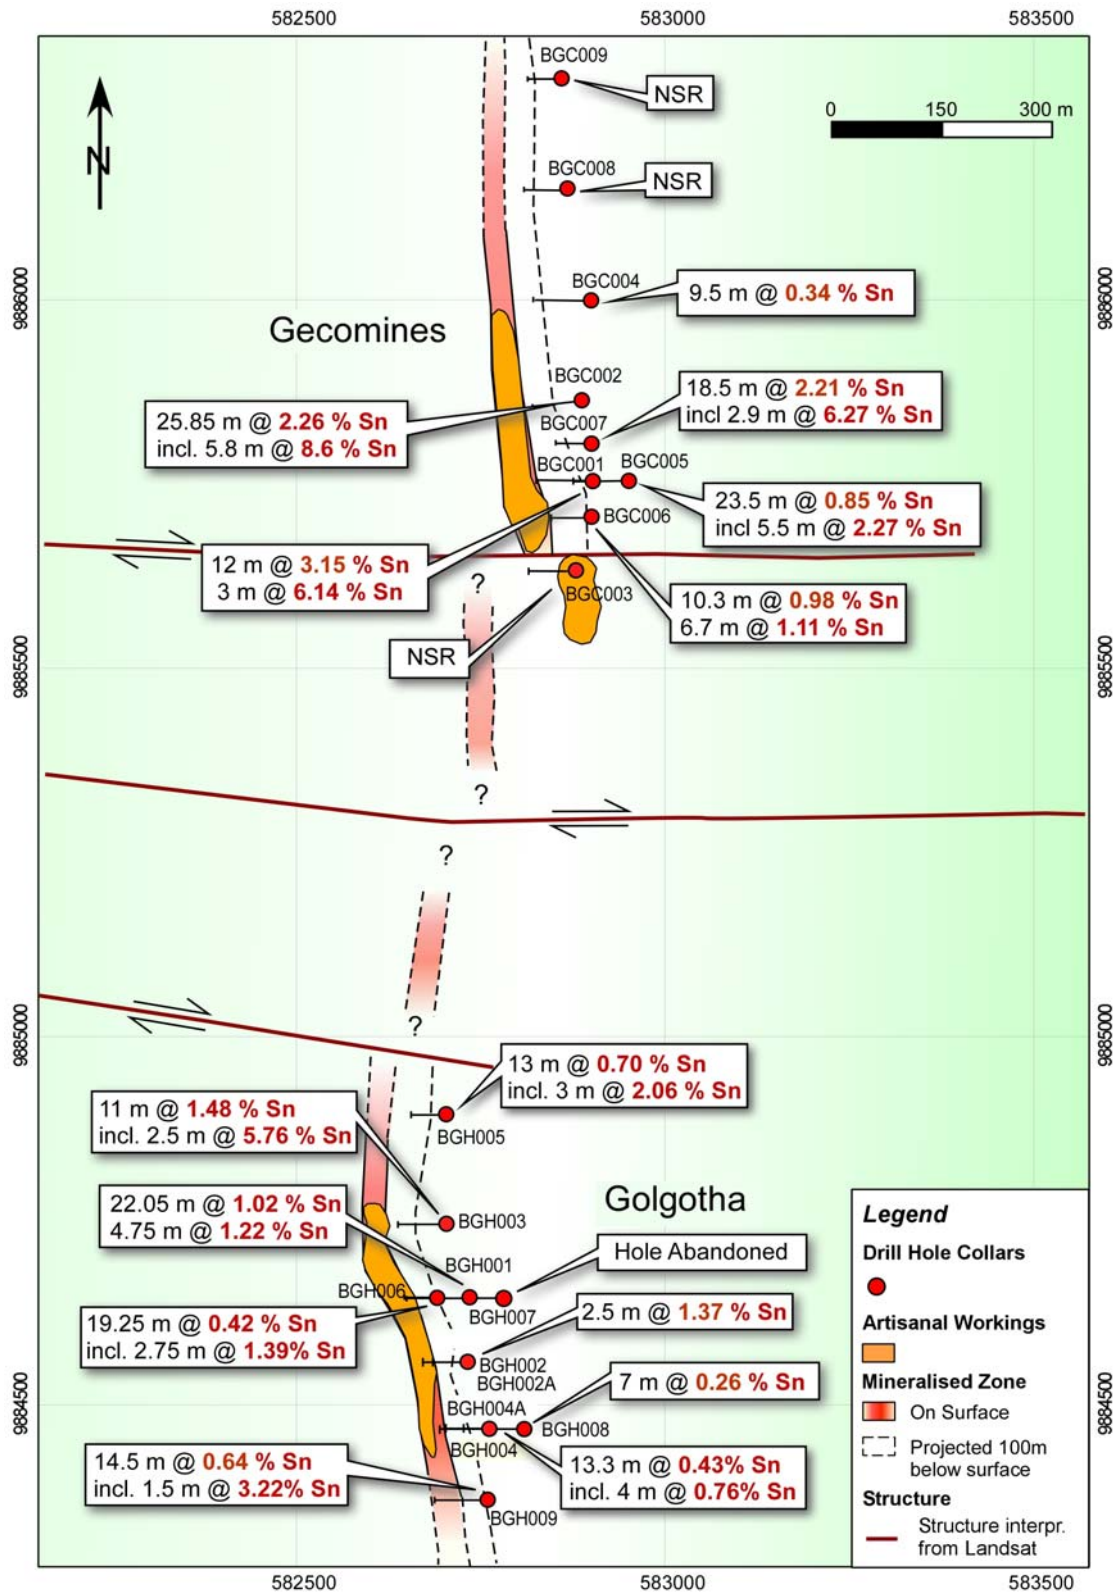 582500
583000
583500
BGC009
NSR
0 150 300 m
N
BGC008
NSR
9886000
9886000
BGC004
9.5 m @ 0.34 % Sn
Gecomines
BGC002
18.5 m @ 2.21 % Sn
incl 2.9 m @ 6.27 % Sn
25.85 m @ 2.26 % Sn
incl. 5.8 m @ 8.6 % Sn
BGC007
BGC001
BGC005
23.5 m @ 0.85 % Sn
incl 5.5 m @ 2.27 % Sn
BGC006
12 m @ 3.15 % Sn
3 m @ 6.14 % Sn
?
BGC003
10.3 m @ 0.98 % Sn
6.7 m @ 1.11 % Sn
NSR
9885500
9885500
?
?
?
9885000
9885000
13 m @ 0.70 % Sn
incl. 3 m @ 2.06 % Sn
11 m @ 1.48 % Sn
incl. 2.5 m @ 5.76 % Sn
BGH005
22.05 m @ 1.02 % Sn
4.75 m @ 1.22 % Sn
Golgotha
BGH003
Hole Abandoned
BGH001
BGH006
BGH007
2.5 m @ 1.37 % Sn
19.25 m @ 0.42 % Sn
incl. 2.75 m @ 1.39% Sn
BGH002
BGH002A
7 m @ 0.26 % Sn
9884500
9884500
BGH004A
BGH008
BGH004
14.5 m @ 0.64 % Sn
incl. 1.5 m @ 3.22% Sn
13.3 m @ 0.43% Sn
incl. 4 m @ 0.76% Sn
BGH009
Legend
Drill Hole Collars
Artisanal Workings
Mineralised Zone
On Surface
Projected 100m
below surface
Structure
Structure interpr.
from Landsat
582500
583000
583500